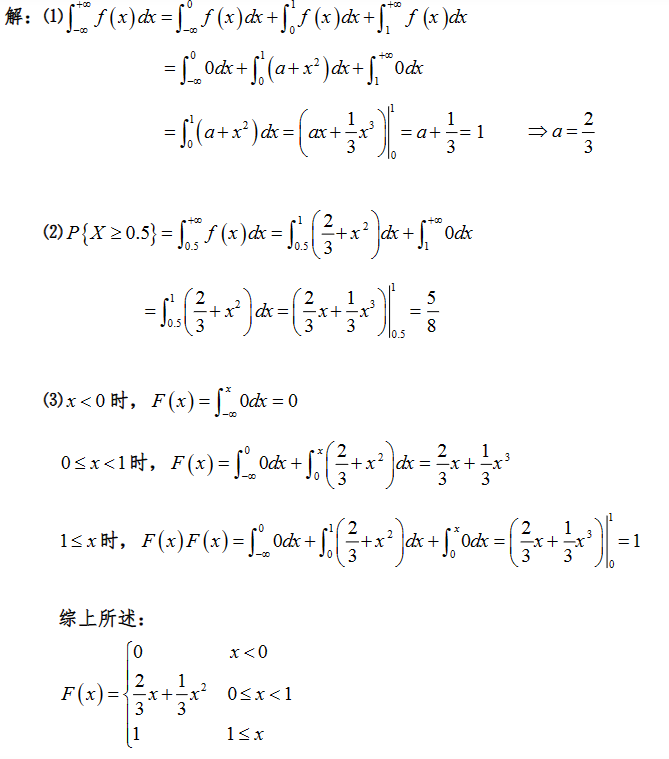 解：⑴ ∫_{-∞}^{+∞} f(x)dx = ∫_{-∞}^{0} f(x)dx + ∫_{0}^{1} f(x)dx + ∫_{1}^{+∞} f(x)dx
= ∫_{-∞}^{0} 0dx + ∫_{0}^{1} (a+x²)dx + ∫_{1}^{+∞} 0dx
= ∫_{0}^{1} (a+x²)dx = (ax + 1/3 x³)|_{0}^{1} = a + 1/3 = 1 ⇒ a = 2/3
⑵ P{X ≥ 0.5} = ∫_{0.5}^{+∞} f(x)dx = ∫_{0.5}^{1} (2/3 + x²)dx + ∫_{1}^{+∞} 0dx
= ∫_{0.5}^{1} (2/3 + x²)dx = (2/3 x + 1/3 x³)|_{0.5}^{1} = 5/8
⑶ x < 0 时，F(x) = ∫_{-∞}^{x} 0dx = 0
0 ≤ x < 1 时，F(x) = ∫_{-∞}^{0} 0dx + ∫_{0}^{x} (2/3 + x²)dx = 2/3 x + 1/3 x³
1 ≤ x 时，F(x)F(x) = ∫_{-∞}^{0} 0dx + ∫_{0}^{1} (2/3 + x²)dx + ∫_{0}^{x} 0dx = (2/3 x + 1/3 x³)|_{0}^{1} = 1
综上所述：
F(x) = { 0 x < 0
2/3 x + 1/3 x² 0 ≤ x < 1
1 1 ≤ x